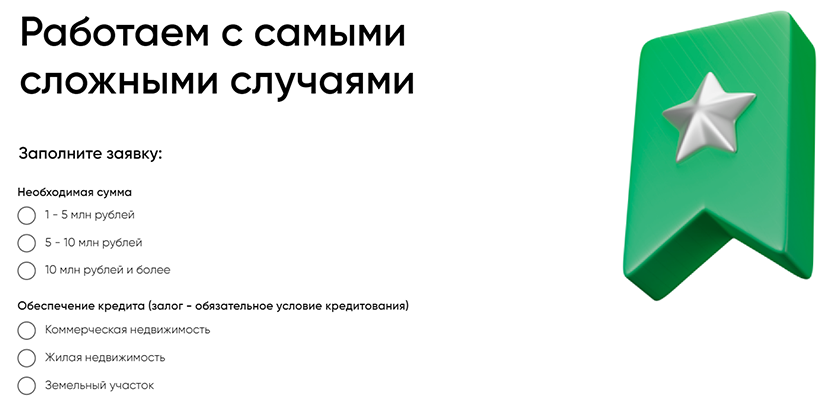 Работаем с самыми
сложными случаями
Заполните заявку:
Необходимая сумма
1 - 5 млн рублей
5 - 10 млн рублей
10 млн рублей и более
Обеспечение кредита (залог - обязательное условие кредитования)
Коммерческая недвижимость
Жилая недвижимость
Земельный участок